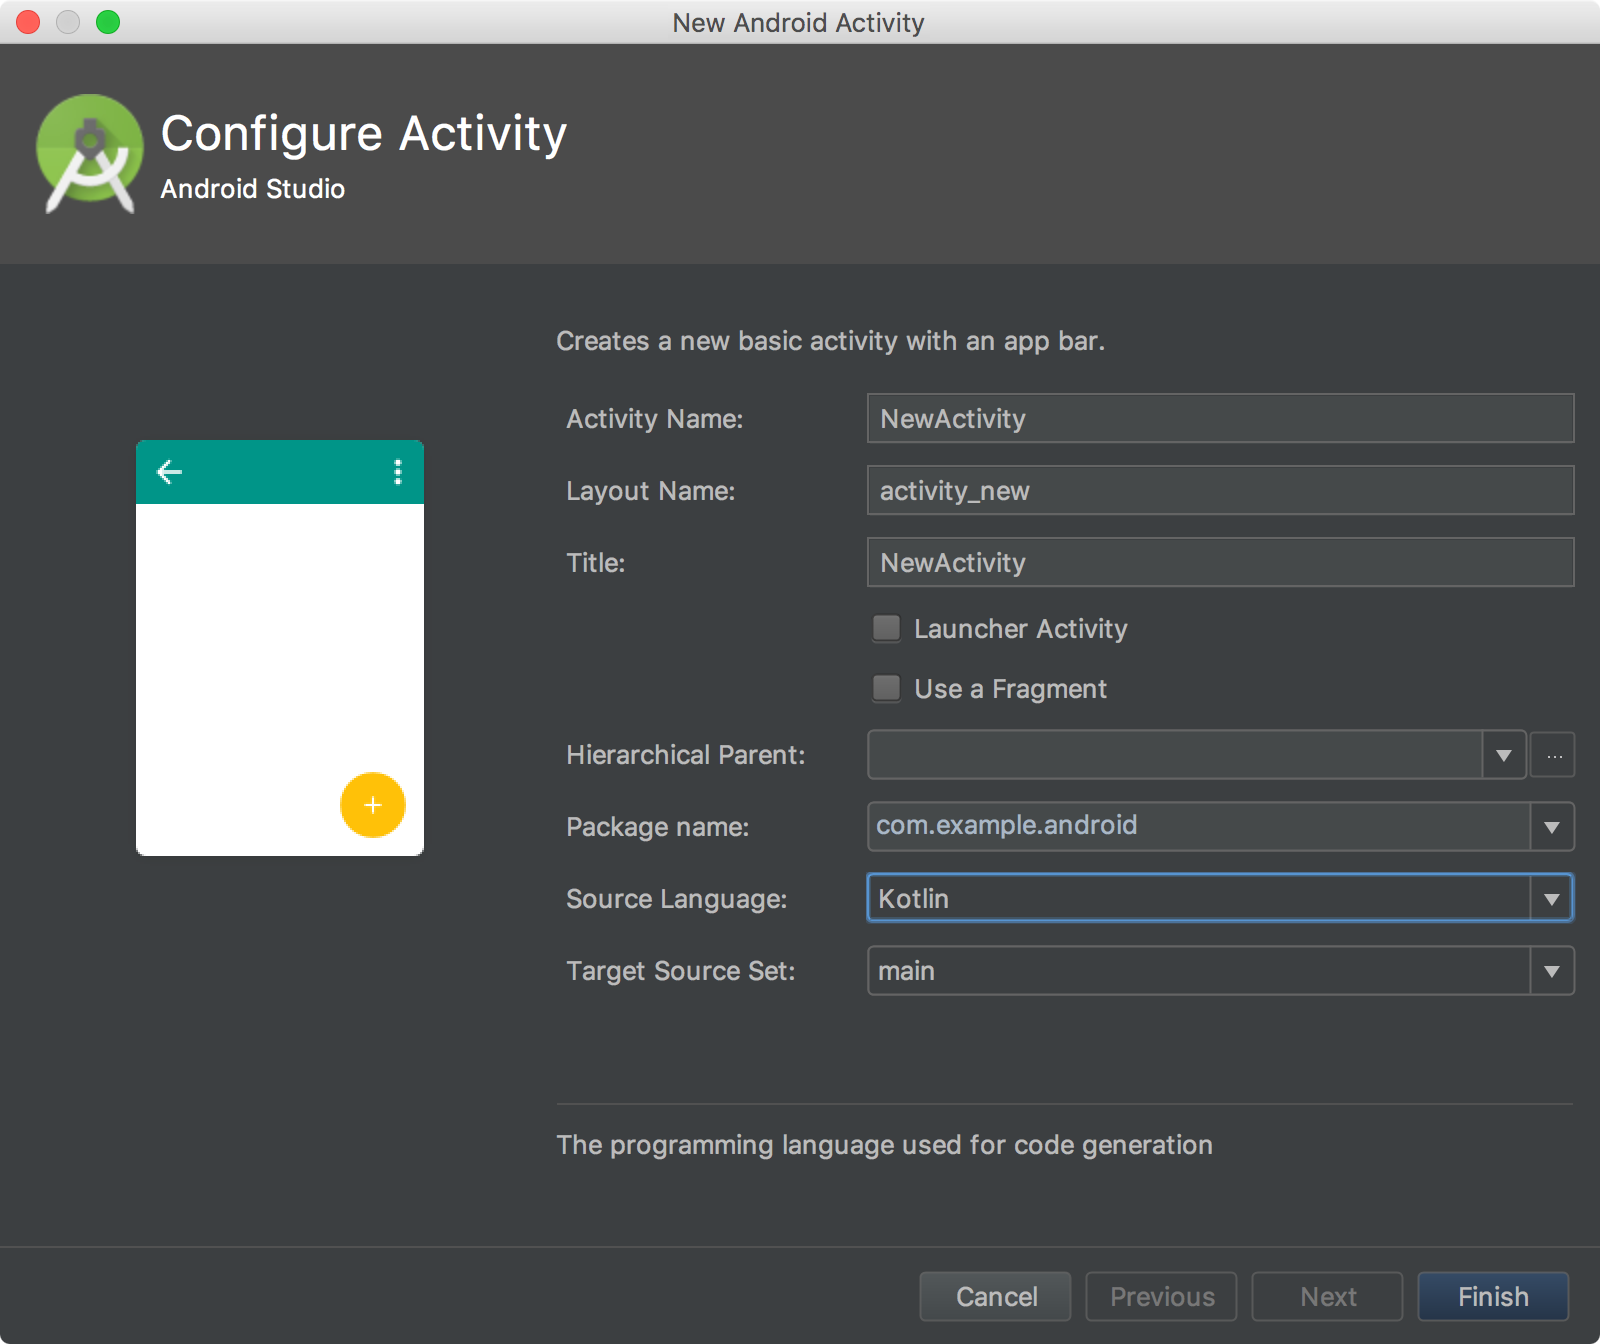 New Android Activity
Configure Activity
Android Studio
Creates a new basic activity with an app bar.
Activity Name: NewActivity
Layout Name: activity_new
Title: NewActivity
Launcher Activity
Use a Fragment
Hierarchical Parent: ...
Package name: com.example.android
Source Language: Kotlin
Target Source Set: main
The programming language used for code generation
Cancel Previous Next Finish